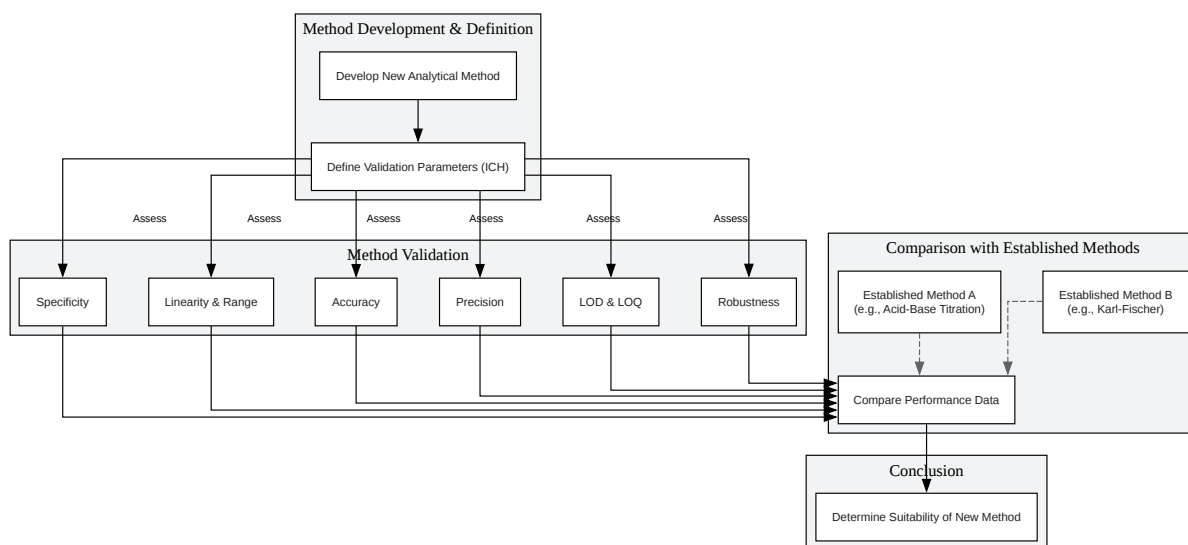 Method Development & Definition
Develop New Analytical Method
Define Validation Parameters (ICH)
Assess
Assess
Assess
Assess
Assess
Assess
Method Validation
Specificity
Linearity & Range
Accuracy
Precision
LOD & LOQ
Robustness
Comparison with Established Methods
Established Method A
(e.g., Acid-Base Titration)
Established Method B
(e.g., Karl-Fischer)
Compare Performance Data
Conclusion
Determine Suitability of New Method